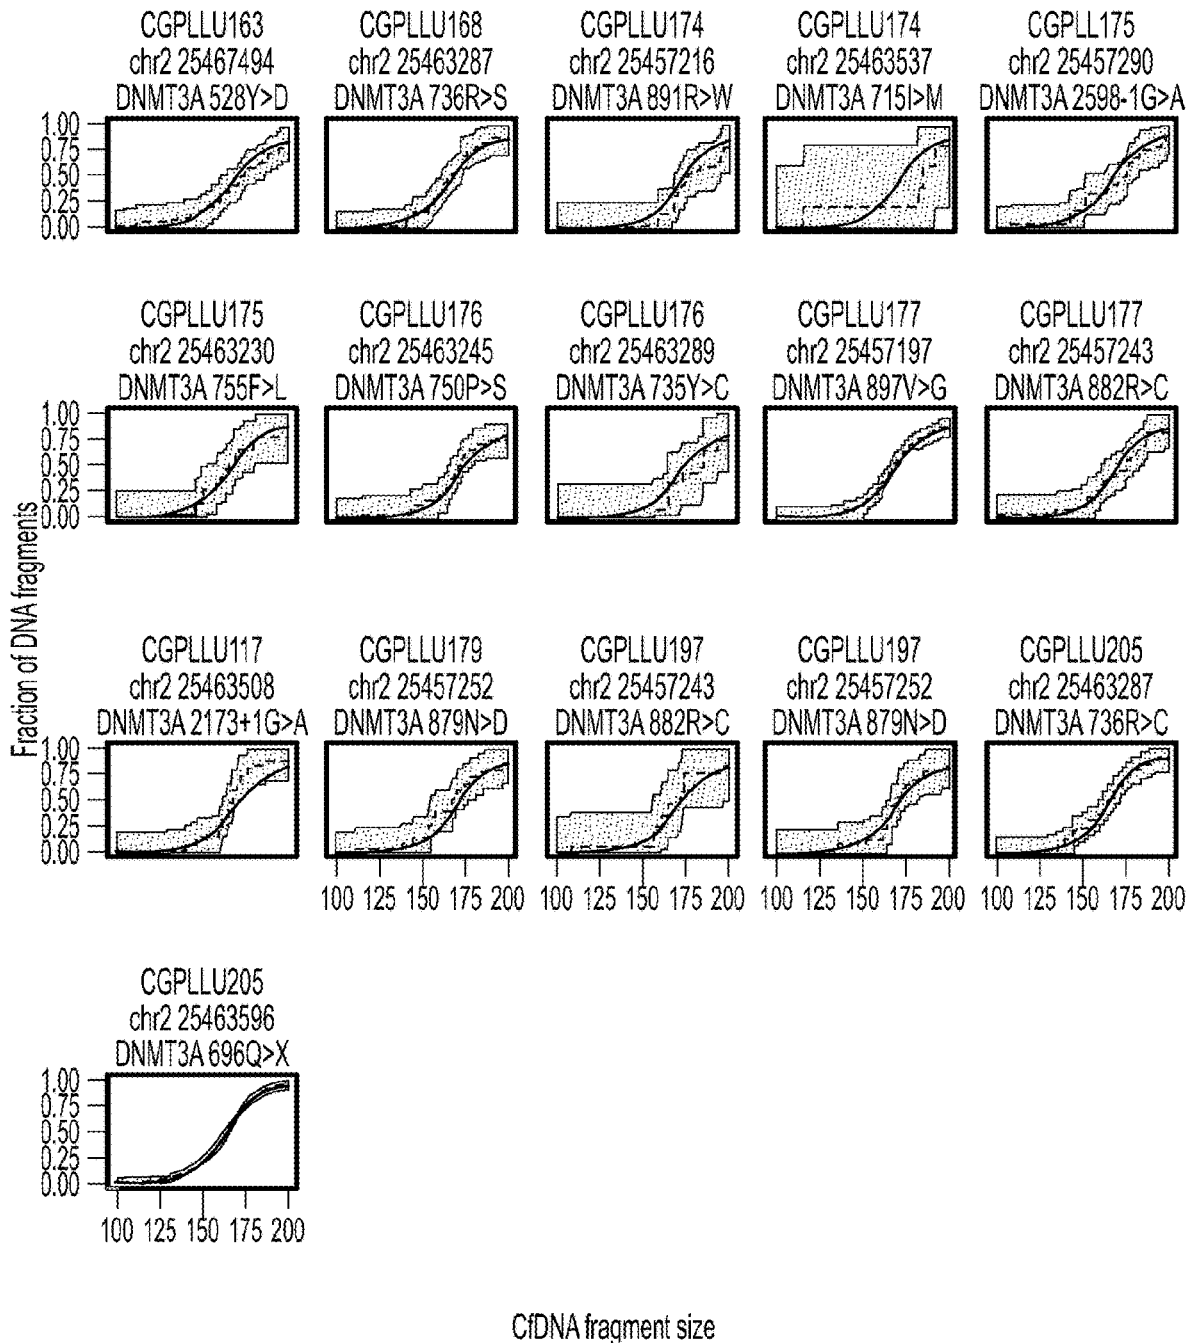 CGPLLU163
chr2 25467494
DNMT3A 528Y>D
CGPLLU168
chr2 25463287
DNMT3A 736R>S
CGPLLU174
chr2 25457216
DNMT3A 891R>W
CGPLLU174
chr2 25463537
DNMT3A 715I>M
CGPLL175
chr2 25457290
DNMT3A 2598-1G>A
1.00
0.75
0.50
0.25
0.00
CGPLLU175
chr2 25463230
DNMT3A 755F>L
CGPLLU176
chr2 25463245
DNMT3A 750P>S
CGPLLU176
chr2 25463289
DNMT3A 735Y>C
CGPLLU177
chr2 25457197
DNMT3A 897V>G
CGPLLU177
chr2 25457243
DNMT3A 882R>C
1.00
0.75
0.50
0.25
0.00
Fraction of DNA fragments
CGPLLU117
chr2 25463508
DNMT3A 2173+1G>A
CGPLLU179
chr2 25457252
DNMT3A 879N>D
CGPLLU197
chr2 25457243
DNMT3A 882R>C
CGPLLU197
chr2 25457252
DNMT3A 879N>D
CGPLLU205
chr2 25463287
DNMT3A 736R>C
1.00
0.75
0.50
0.25
0.00
100 125 150 175 200
100 125 150 175 200
100 125 150 175 200
100 125 150 175 200
CGPLLU205
chr2 25463596
DNMT3A 696Q>X
1.00
0.75
0.50
0.25
0.00
100 125 150 175 200
CfDNA fragment size